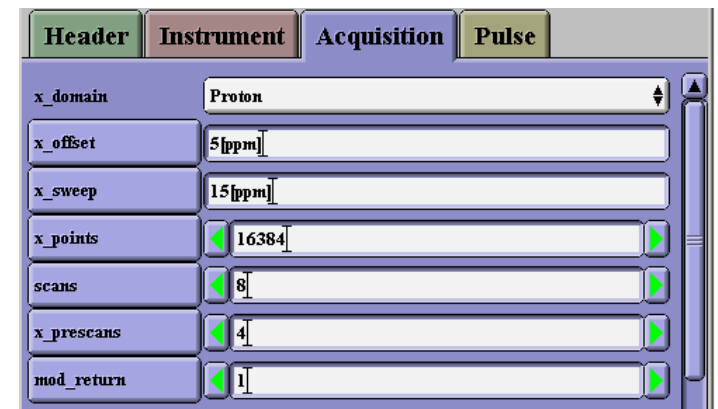 Header Instrument Acquisition Pulse
x_domain Proton
x_offset 5[ppm]
x_sweep 15[ppm]
x_points 16384
scans 8
x_prescans 4
mod_return 1